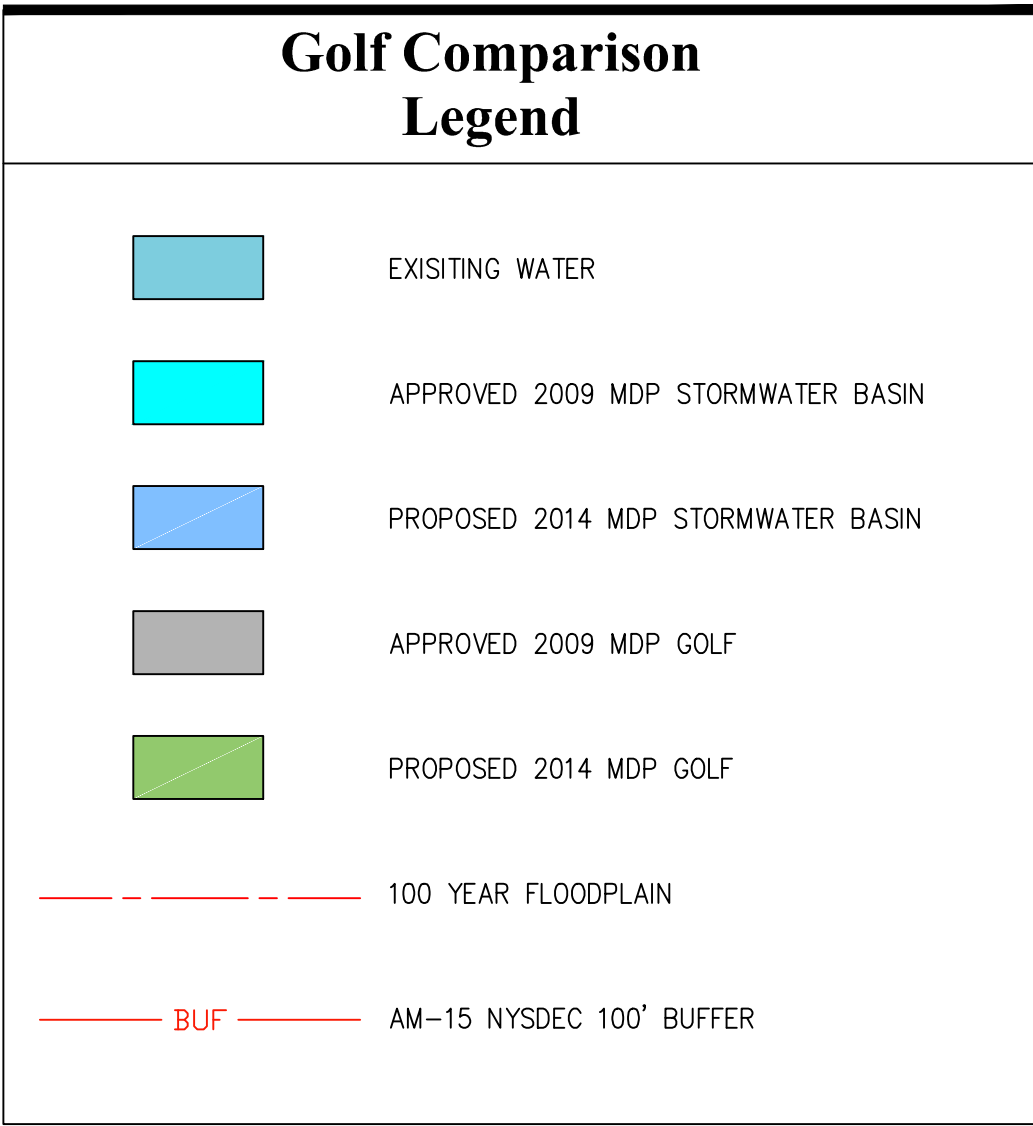 Golf Comparison
Legend
EXISITING WATER
APPROVED 2009 MDP STORMWATER BASIN
PROPOSED 2014 MDP STORMWATER BASIN
APPROVED 2009 MDP GOLF
PROPOSED 2014 MDP GOLF
100 YEAR FLOODPLAIN
BUF AM-15 NYSDEC 100' BUFFER